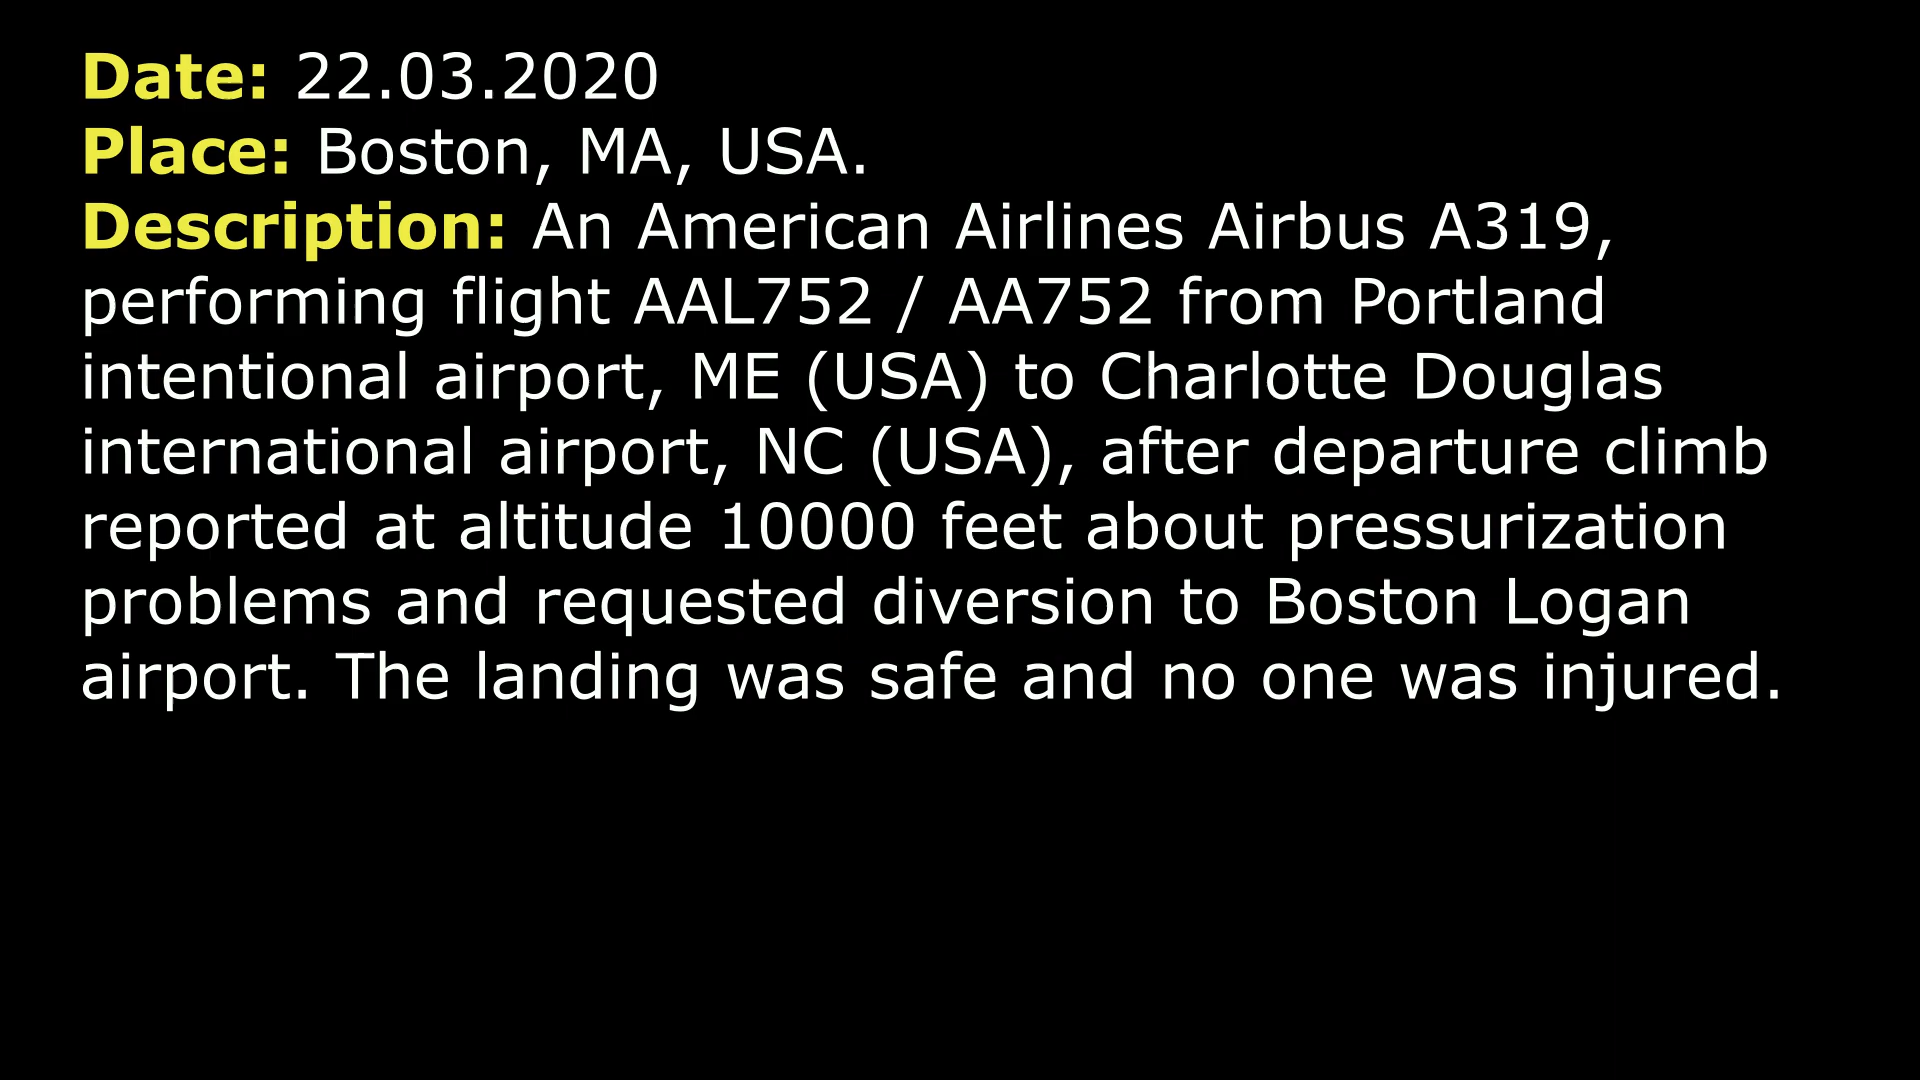 Date: 22.03.2020
Place: Boston, MA, USA.
Description: An American Airlines Airbus A319,
performing flight AAL752 / AA752 from Portland
intentional airport, ME (USA) to Charlotte Douglas
international airport, NC (USA), after departure climb
reported at altitude 10000 feet about pressurization
problems and requested diversion to Boston Logan
airport. The landing was safe and no one was injured.